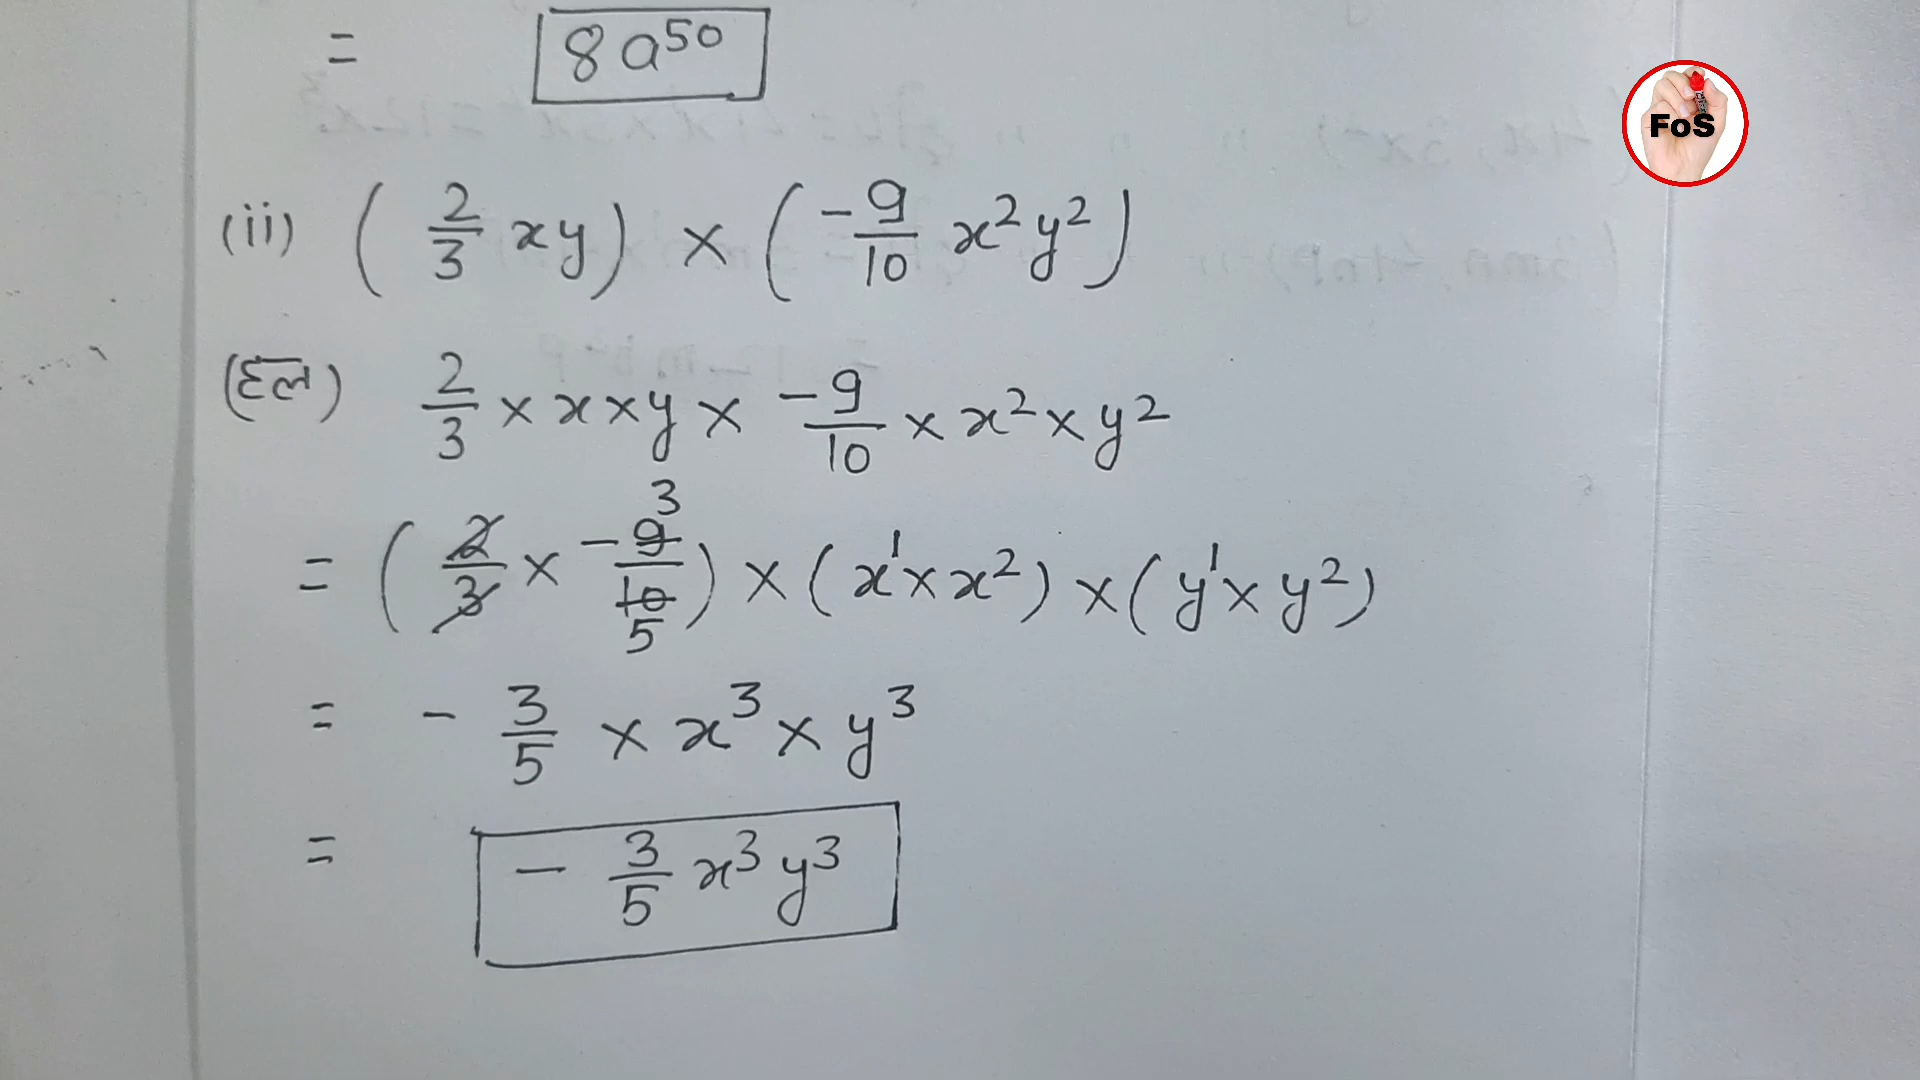 = 8a⁵⁰
FoS
(ii) (2/3 xy) × (-9/10 x²y²)
(हल) 2/3 × x × y × -9/10 × x² × y²
= (2/3 × -9/10) × (x¹ × x²) × (y¹ × y²) 3 5
= - 3/5 × x³ × y³
= - 3/5 x³y³